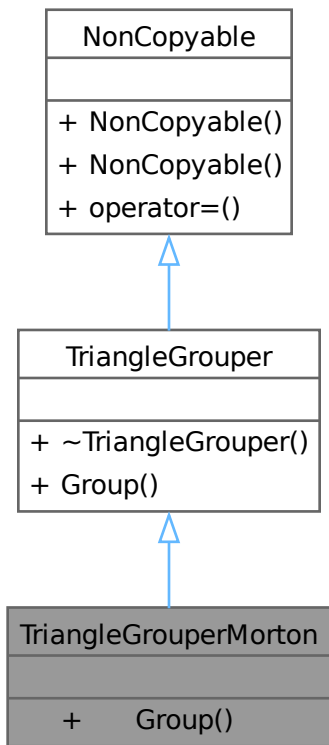 NonCopyable
+ NonCopyable()
+ NonCopyable()
+ operator=()
TriangleGrouper
+ ~TriangleGrouper()
+ Group()
TriangleGrouperMorton
+ Group()